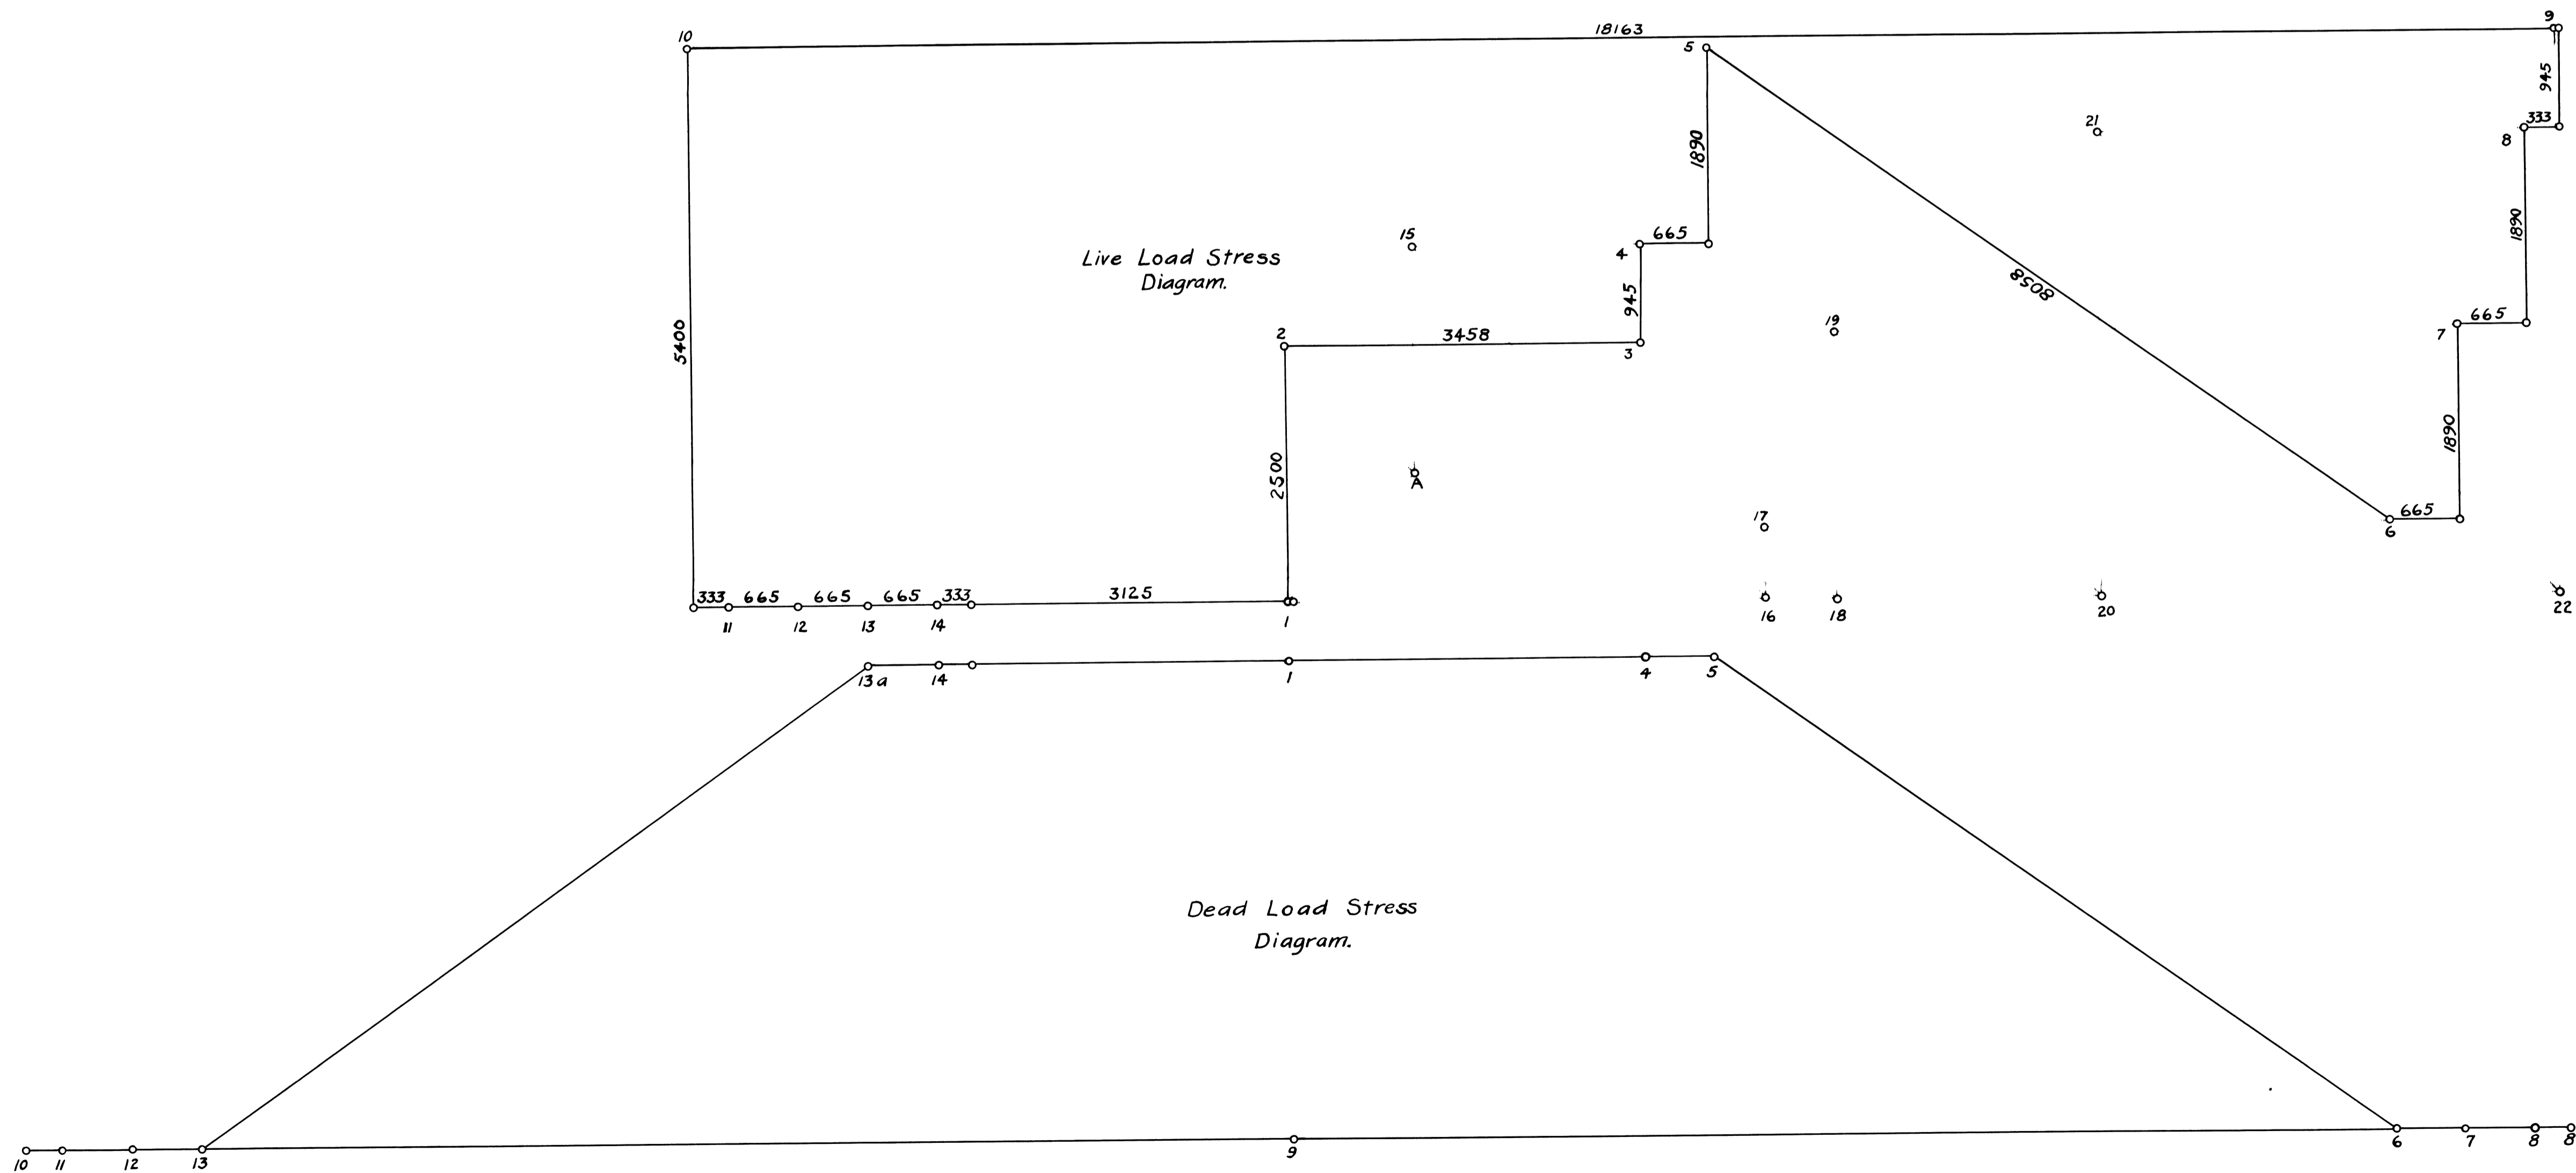 10
18163
9
5
945
333
8
21
1890
1890
15
665
4
Live Load Stress
Diagram.
8058
945
19
665
7
5400
2
3458
3
1890
2500
A
17
665
6
333 665 665 665 333 3125
11 12 13 14 1
16 18 20 22
13a 14 1 4 5
Dead Load Stress
Diagram.
10 11 12 13 9 6 7 8 8